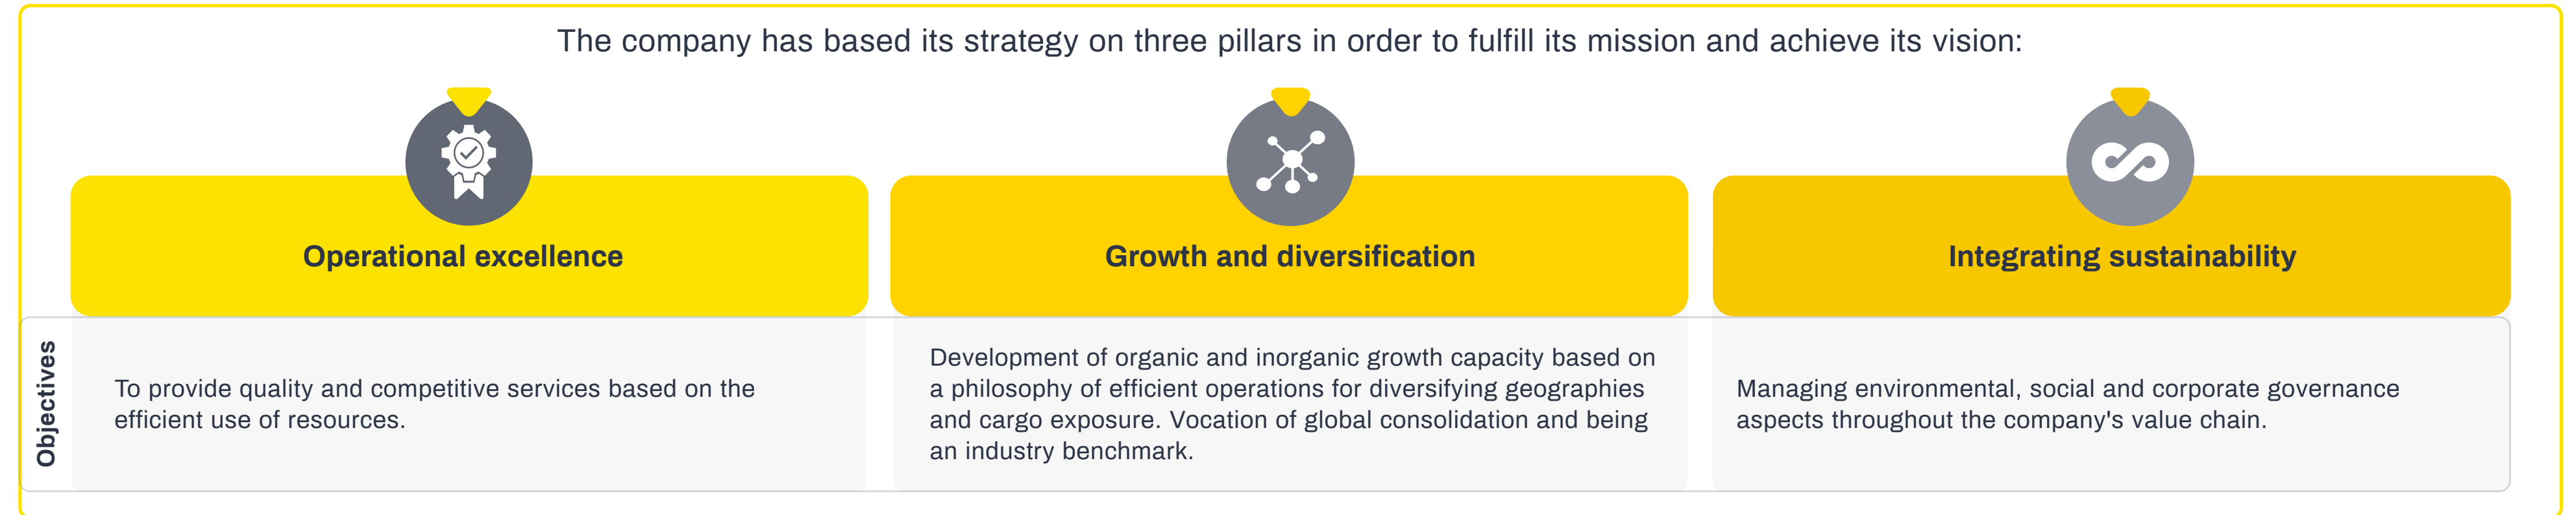 The company has based its strategy on three pillars in order to fulfill its mission and achieve its vision:
Operational excellence
Growth and diversification
Integrating sustainability
Objectives
To provide quality and competitive services based on the
efficient use of resources.
Development of organic and inorganic growth capacity based on
a philosophy of efficient operations for diversifying geographies
and cargo exposure. Vocation of global consolidation and being
an industry benchmark.
Managing environmental, social and corporate governance
aspects throughout the company's value chain.